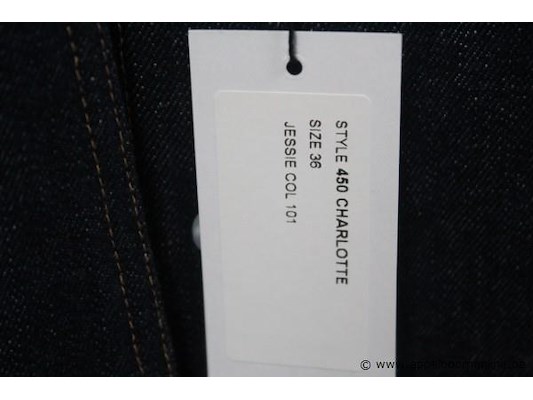 STYLE 450 CHARLOTTE
SIZE 36
JESSIE COL 101